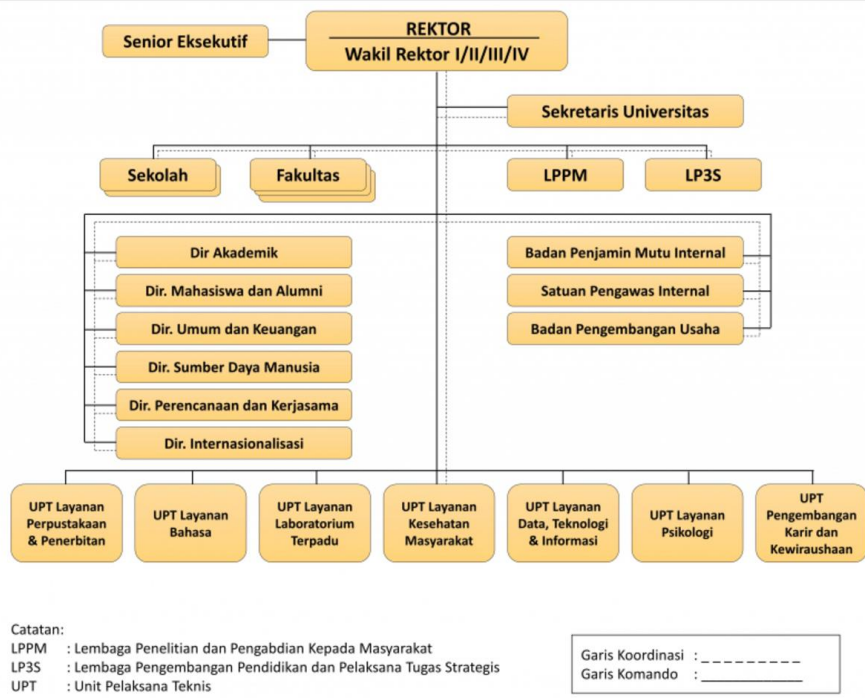 REKTOR
Wakil Rektor I/II/III/IV
Senior Eksekutif
Sekretaris Universitas
Sekolah
Fakultas
LPPM
LP3S
Dir Akademik
Dir. Mahasiswa dan Alumni
Dir. Umum dan Keuangan
Dir. Sumber Daya Manusia
Dir. Perencanaan dan Kerjasama
Dir. Internasionalisasi
Badan Penjamin Mutu Internal
Satuan Pengawas Internal
Badan Pengembangan Usaha
UPT Layanan
Perpustakaan
& Penerbitan
UPT Layanan
Bahasa
UPT Layanan
Laboratorium
Terpadu
UPT Layanan
Kesehatan
Masyarakat
UPT Layanan
Data, Teknologi
& Informasi
UPT Layanan
Psikologi
UPT
Pengembangan
Karir dan
Kewiraushaan
Catatan:
LPPM : Lembaga Penelitian dan Pengabdian Kepada Masyarakat
LP3S : Lembaga Pengembangan Pendidikan dan Pelaksana Tugas Strategis
UPT : Unit Pelaksana Teknis
Garis Koordinasi : _ _ _ _ _ _ _ _ _
Garis Komando : ___________